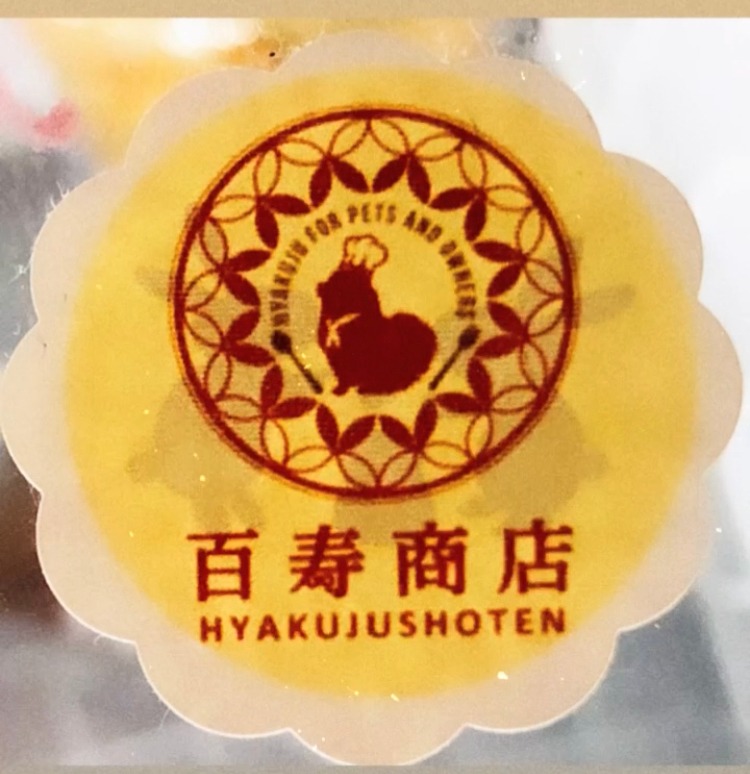 HYAKUJU FOR PETS AND OWNERS
百寿商店
HYAKUJUSHOTEN